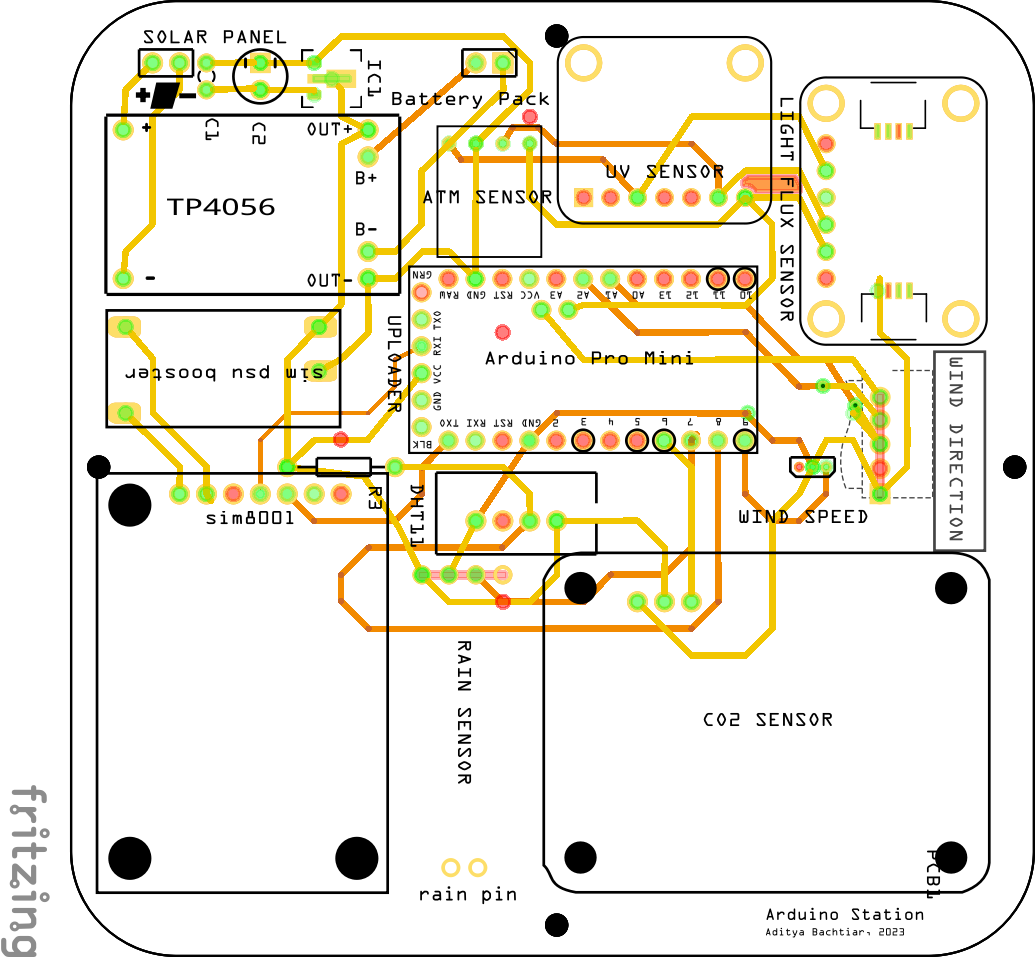 SOLAR PANEL
+ -
C1
C2
IC1
Battery Pack
+
OUT+
B+
TP4056
B-
-
OUT-
ATM SENSOR
UV SENSOR
LIGHT FLUX SENSOR
GRN
RAW GND RST VCC A3 A2 A1 A0 13 12 11 10
TXO
RXI
VCC
GND
BLK
Arduino Pro Mini
TXO RXI RST GND 2 3 4 5 6 7 8 9
UPLOADER
sim psu booster
WIND DIRECTION
R3
sim800l
DHT11
WIND SPEED
RAIN SENSOR
CO2 SENSOR
rain pin
PCB1
Arduino Station
Aditya Bachtiar, 2023
fritzing